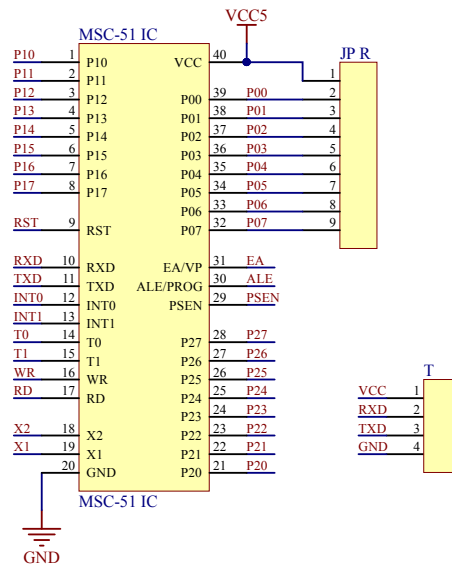 VCC5
MSC-51 IC
P10 1 P10 VCC 40 JP R
P11 2 P11 1
P12 3 P12 P00 39 P00 2
P13 4 P13 P01 38 P01 3
P14 5 P14 P02 37 P02 4
P15 6 P15 P03 36 P03 5
P16 7 P16 P04 35 P04 6
P17 8 P17 P05 34 P05 7
P06 33 P06 8
RST 9 RST P07 32 P07 9
RXD 10 RXD EA/VP 31 EA
TXD 11 TXD ALE/PROG 30 ALE
INT0 12 INT0 PSEN 29 PSEN
INT1 13 INT1
T0 14 T0 P27 28 P27
T1 15 T1 P26 27 P26
WR 16 WR P25 26 P25 T
RD 17 RD P24 25 P24 VCC 1
P23 24 P23 RXD 2
X2 18 X2 P22 23 P22 TXD 3
X1 19 X1 P21 22 P21 GND 4
20 GND P20 21 P20
MSC-51 IC
GND